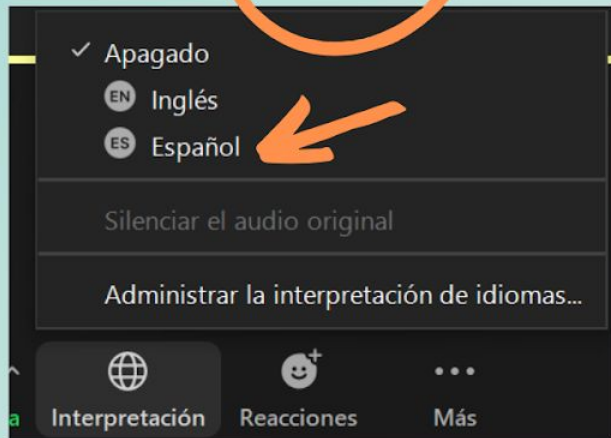 Apagado
EN Inglés
ES Español
Silenciar el audio original
Administrar la interpretación de idiomas...
a Interpretación Reacciones Más